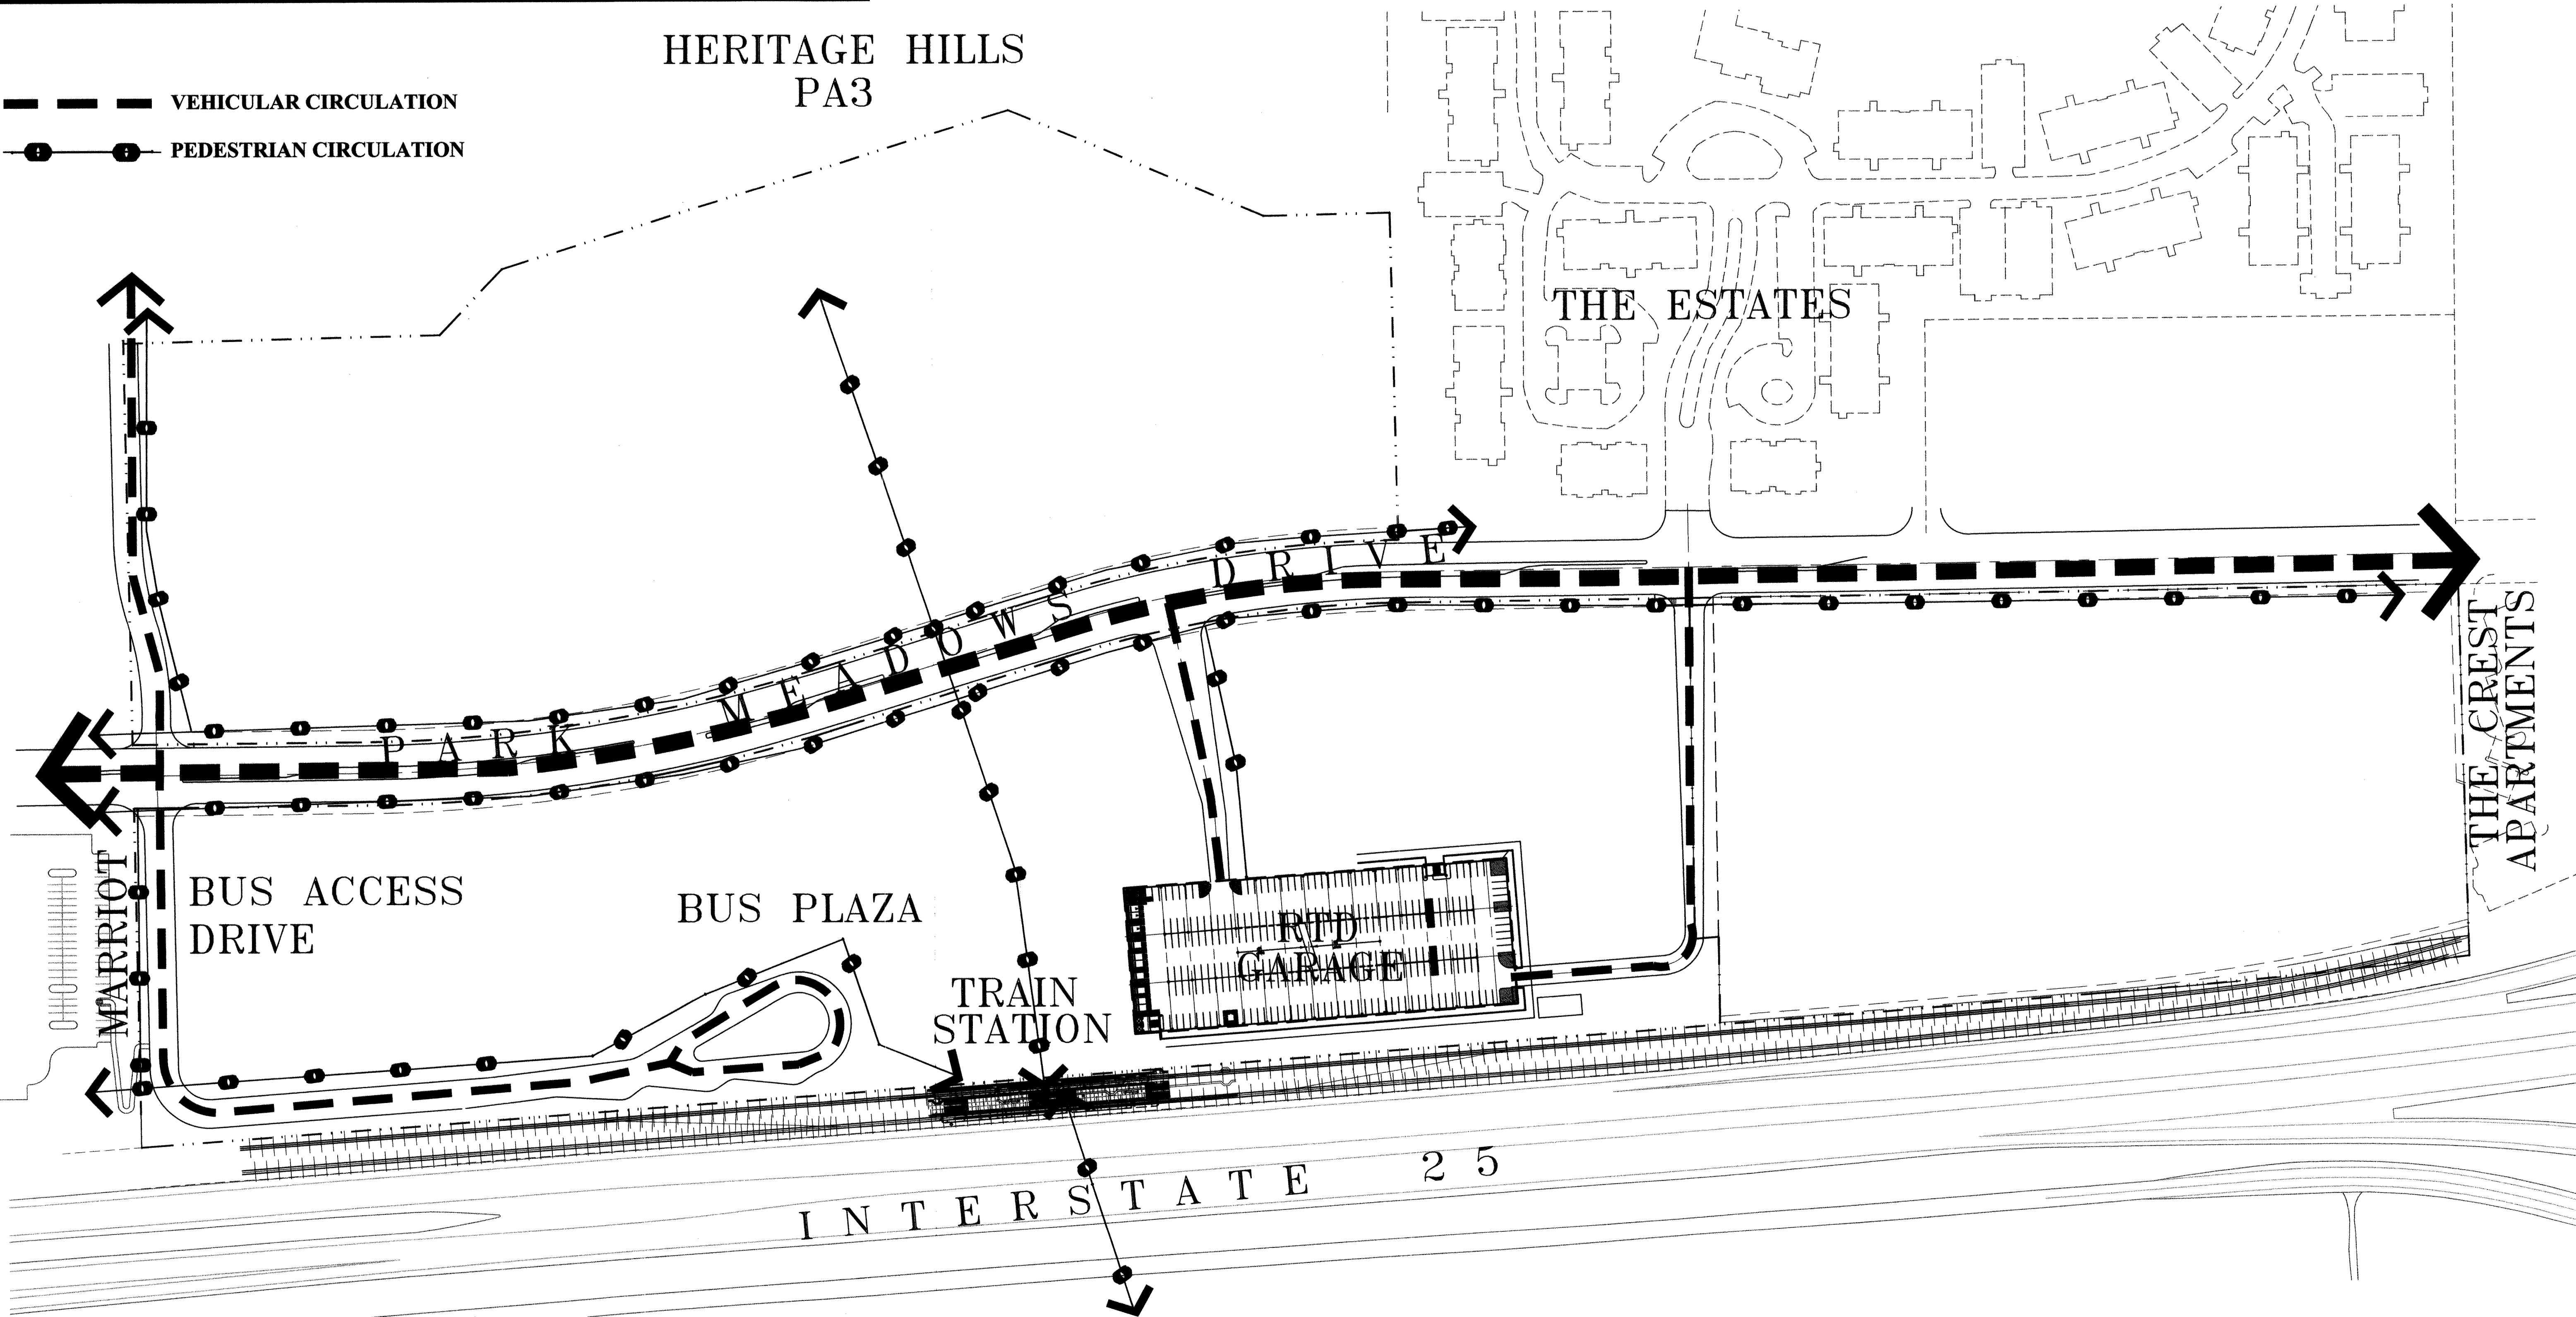 HERITAGE HILLS
PA3
VEHICULAR CIRCULATION
PEDESTRIAN CIRCULATION
THE ESTATES
PARK MEADOWS DRIVE
THE CREST
APARTMENTS
MARRIOT
BUS ACCESS
DRIVE
BUS PLAZA
TRAIN
STATION
RTD
GARAGE
INTERSTATE 25